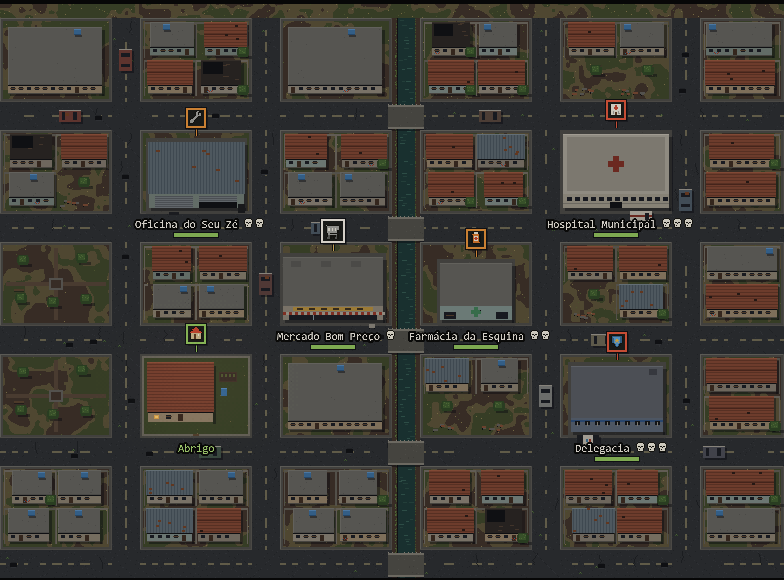 Oficina do Seu Zé
Hospital Municipal
Mercado Bom Preço
Farmácia da Esquina
Abrigo
Delegacia